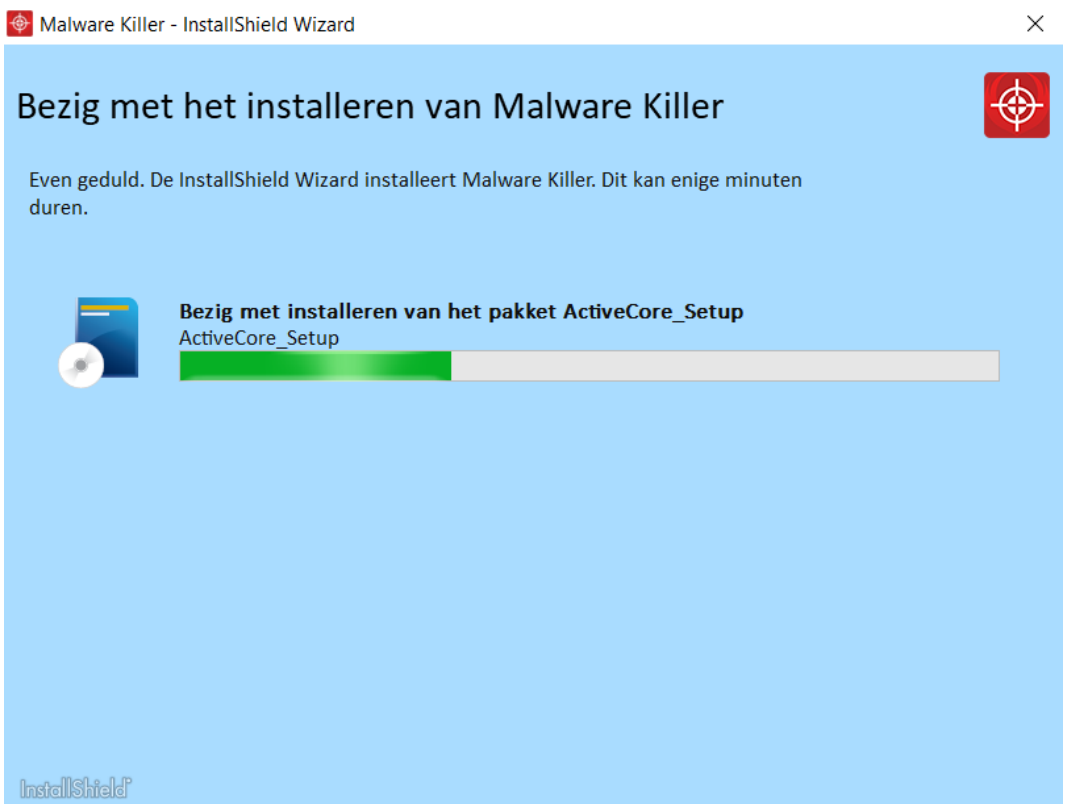 Malware Killer - InstallShield Wizard
Bezig met het installeren van Malware Killer
Even geduld. De InstallShield Wizard installeert Malware Killer. Dit kan enige minuten
duren.
Bezig met installeren van het pakket ActiveCore_Setup
ActiveCore_Setup
InstallShield